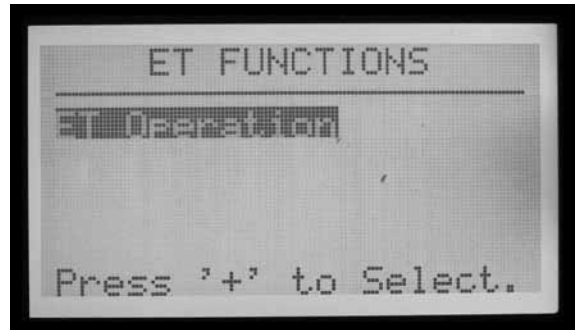 ET FUNCTIONS
ET Operation
Press '+' to Select.